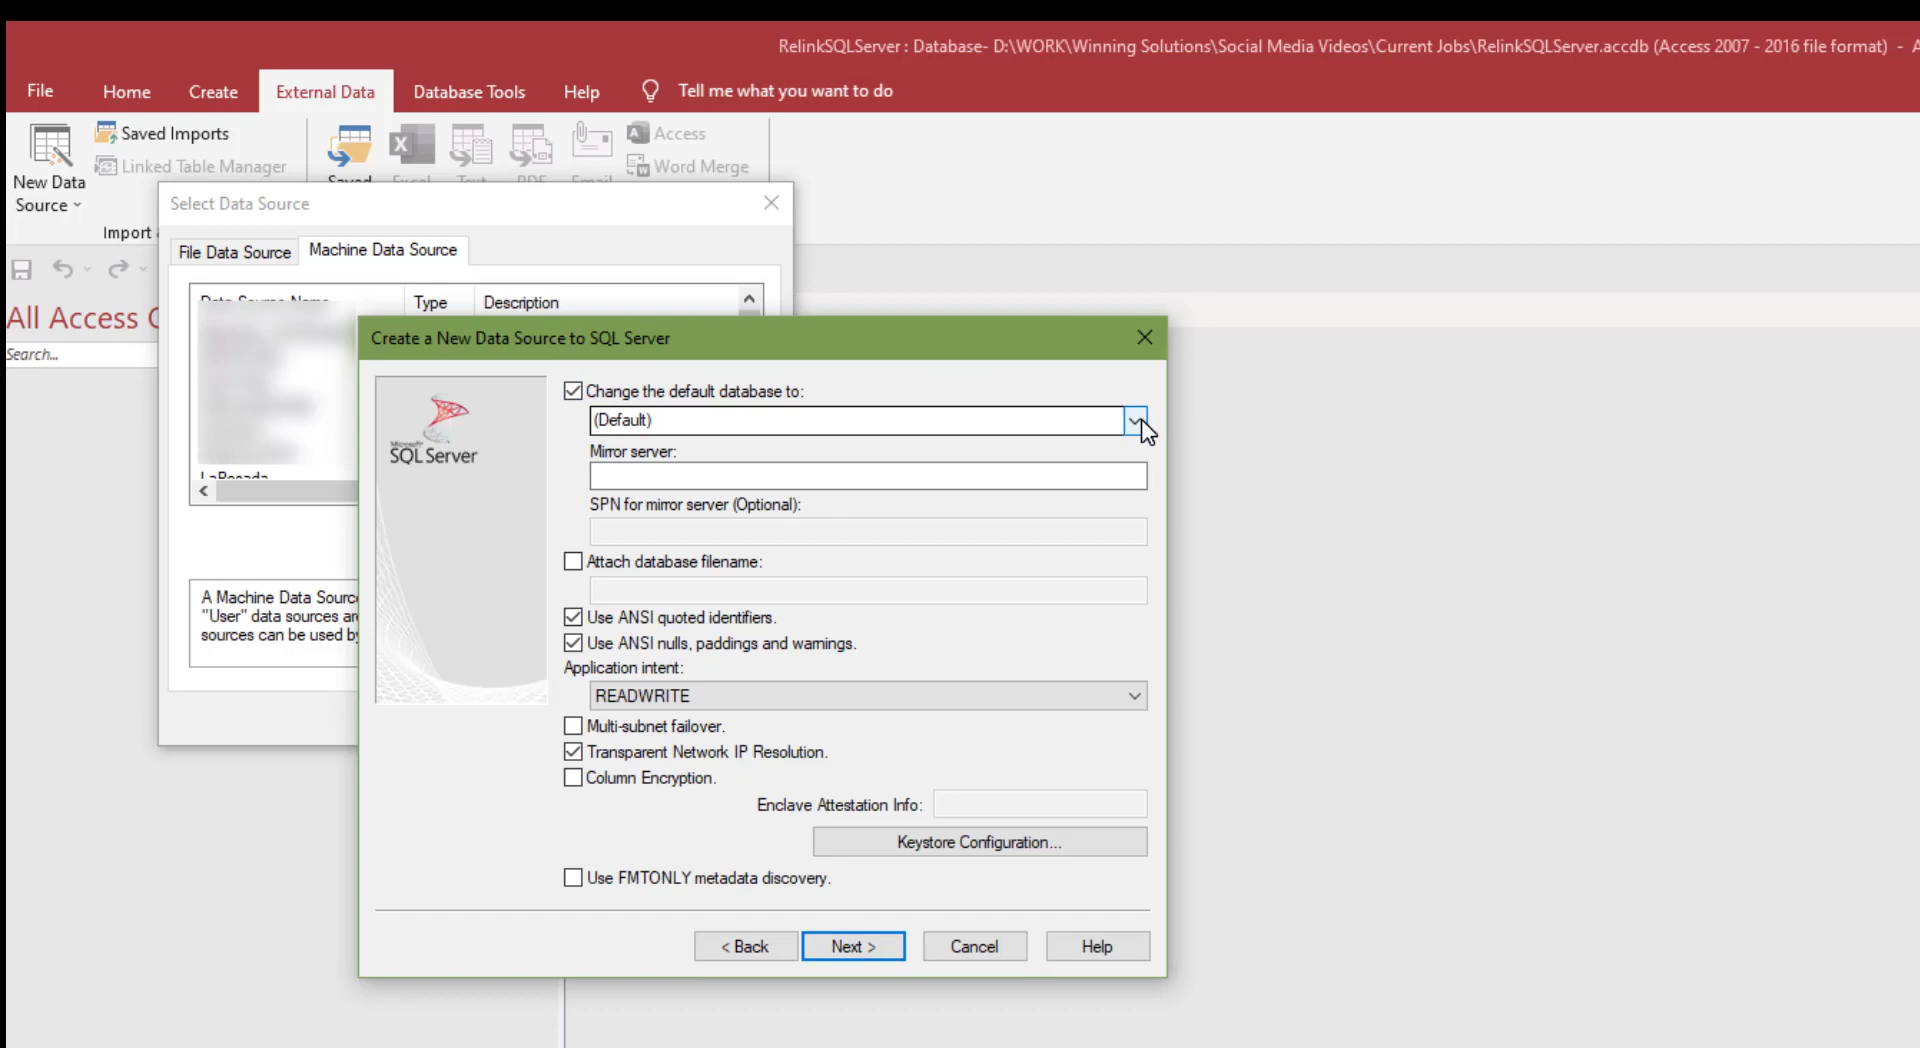 RelinkSQLServer : Database- D:\WORK\Winning Solutions\Social Media Videos\Current Jobs\RelinkSQLServer.accdb (Access 2007 - 2016 file format) - A
File Home Create External Data Database Tools Help Tell me what you want to do
New Data Source
Saved Imports
Linked Table Manager
Import
Saved Excel Text PDF Email
Access
Word Merge
All Access
Search...
Select Data Source
File Data Source Machine Data Source
Data Source Name Type Description
LaPosada
A Machine Data Source
"User" data sources are
sources can be used by
Create a New Data Source to SQL Server
Microsoft
SQL Server
Change the default database to:
(Default)
Mirror server:
SPN for mirror server (Optional):
Attach database filename:
Use ANSI quoted identifiers.
Use ANSI nulls, paddings and warnings.
Application intent:
READWRITE
Multi-subnet failover.
Transparent Network IP Resolution.
Column Encryption.
Enclave Attestation Info:
Keystore Configuration...
Use FMTONLY metadata discovery.
< Back Next > Cancel Help